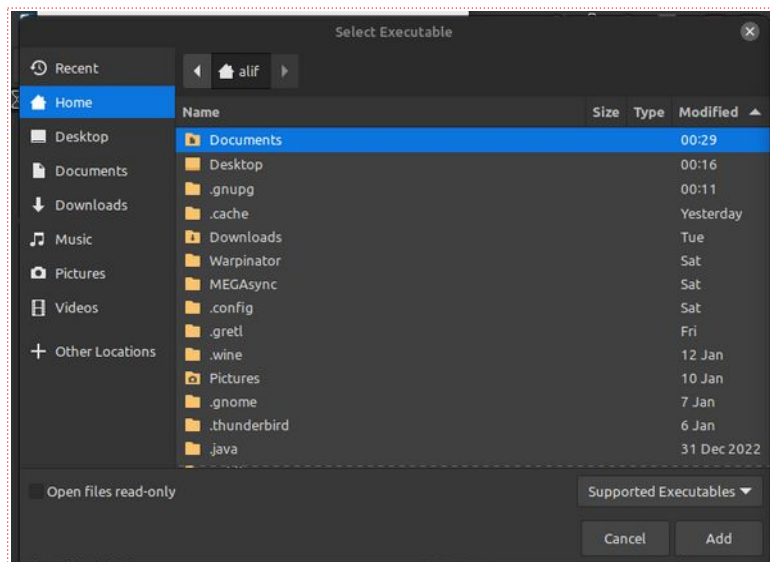 Select Executable
Recent
Home
Desktop
Documents
Downloads
Music
Pictures
Videos
Other Locations
alif
Name Size Type Modified
Documents 00:29
Desktop 00:16
.gnupg 00:11
.cache Yesterday
Downloads Tue
Warpinator Sat
MEGAsync Sat
.config Sat
.gretl Fri
.wine 12 Jan
Pictures 10 Jan
.gnome 7 Jan
.thunderbird 6 Jan
.java 31 Dec 2022
Open files read-only
Supported Executables
Cancel Add